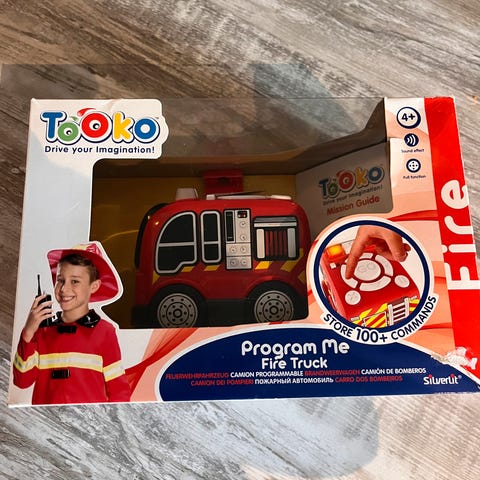 TooKo
Drive your Imagination!
4+
Sound effect
Full function
TooKo
Drive your Imagination!
Mission Guide
Fire
STORE 100+ COMMANDS
Program Me
Fire Truck
FEUERWEHRFAHRZEUG CAMION PROGRAMMABLE BRANDWEERWAGEN CAMIÓN DE BOMBEROS
CAMION DEI POMPIERI ПОЖАРНЫЙ АВТОМОБИЛЬ CARRO DOS BOMBEIROS
Silverlit